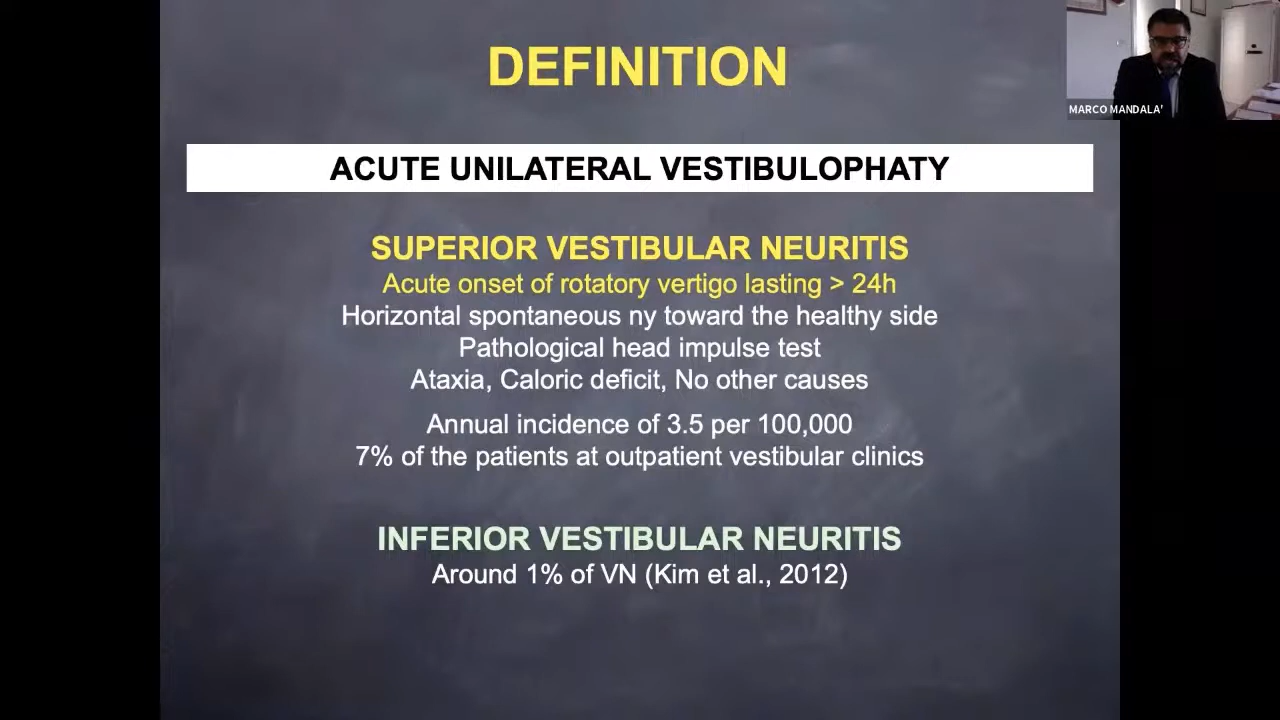 DEFINITION
MARCO MANDALA'
ACUTE UNILATERAL VESTIBULOPHATY
SUPERIOR VESTIBULAR NEURITIS
Acute onset of rotatory vertigo lasting > 24h
Horizontal spontaneous ny toward the healthy side
Pathological head impulse test
Ataxia, Caloric deficit, No other causes
Annual incidence of 3.5 per 100,000
7% of the patients at outpatient vestibular clinics
INFERIOR VESTIBULAR NEURITIS
Around 1% of VN (Kim et al., 2012)